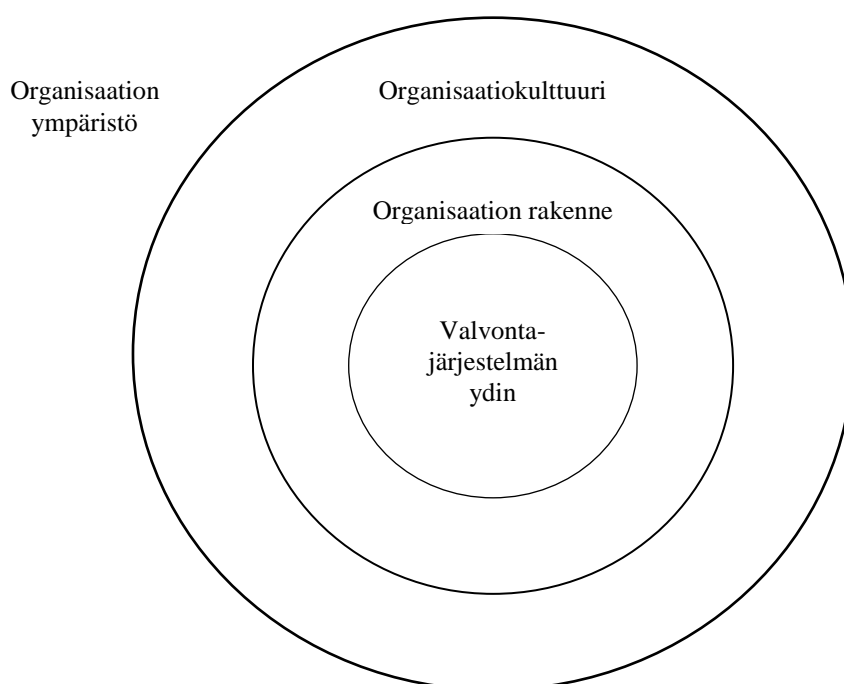 Organisaation
ympäristö
Organisaatiokulttuuri
Organisaation rakenne
Valvonta-
järjestelmän
ydin